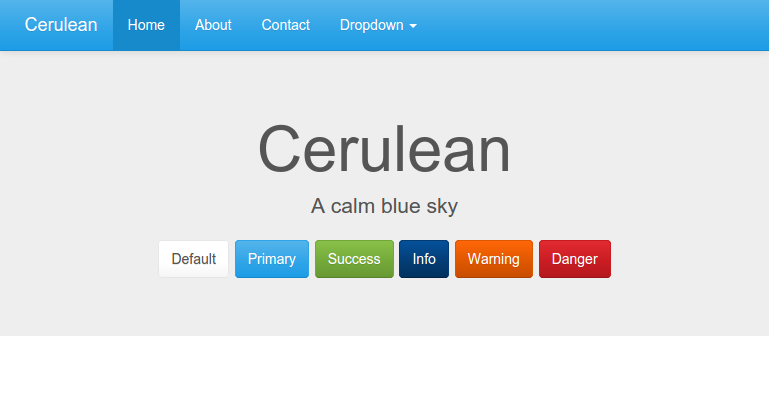 Cerulean Home About Contact Dropdown
Cerulean
A calm blue sky
Default Primary Success Info Warning Danger